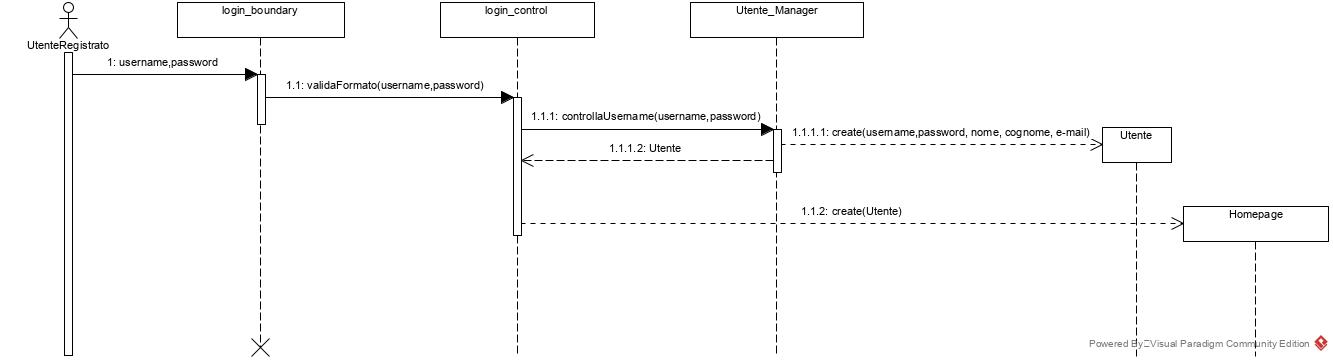 login_boundary
login_control
Utente_Manager
UtenteRegistrato
1: username,password
1.1: validaFormato(username,password)
1.1.1: controllaUsername(username,password)
1.1.1.1: create(username,password, nome, cognome, e-mail)
Utente
1.1.1.2: Utente
1.1.2: create(Utente)
Homepage
Powered By Visual Paradigm Community Edition